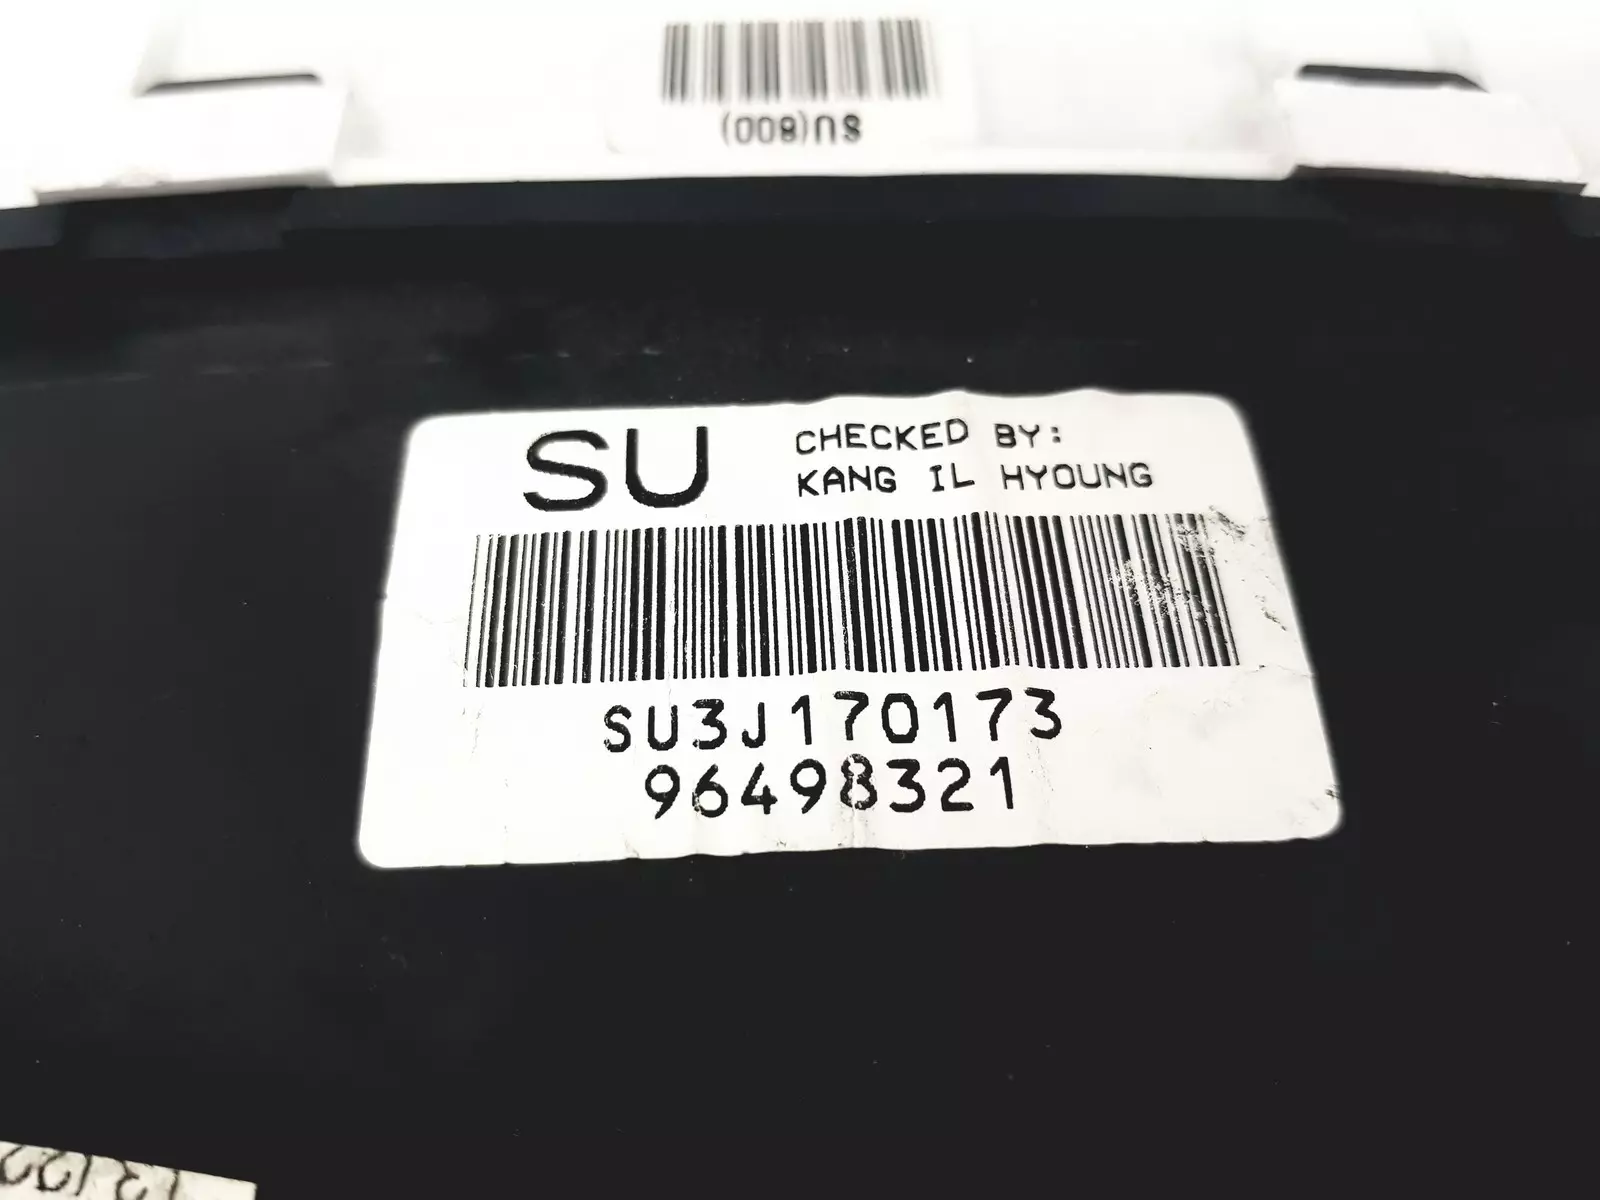 SU(800)
SU
CHECKED BY:
KANG IL HYOUNG
SU3J170173
96498321